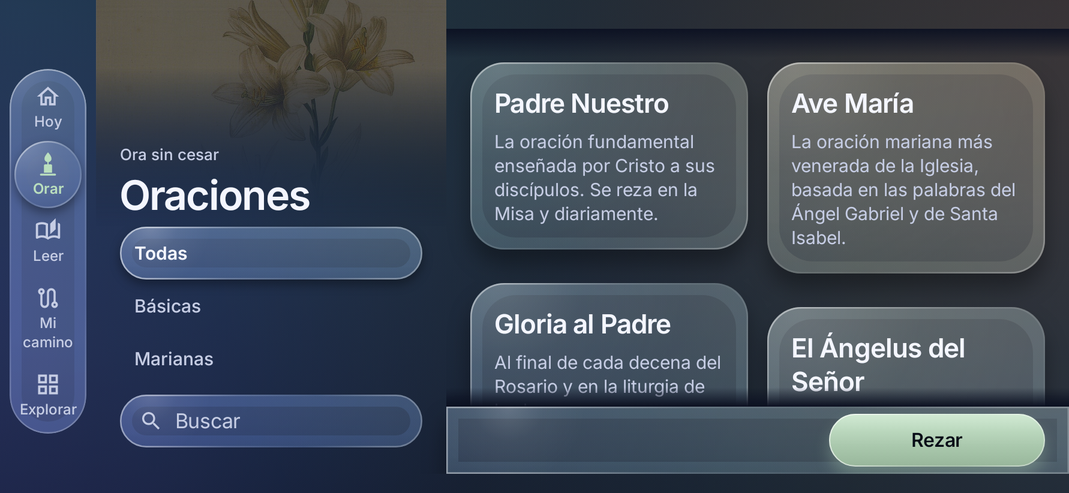 Hoy
Orar
Leer
Mi
camino
Explorar
Ora sin cesar
Oraciones
Todas
Básicas
Marianas
Buscar
Padre Nuestro
La oración fundamental
enseñada por Cristo a sus
discípulos. Se reza en la
Misa y diariamente.
Ave María
La oración mariana más
venerada de la Iglesia,
basada en las palabras del
Ángel Gabriel y de Santa
Isabel.
Gloria al Padre
Al final de cada decena del
Rosario y en la liturgia de
El Ángelus del
Señor
Rezar